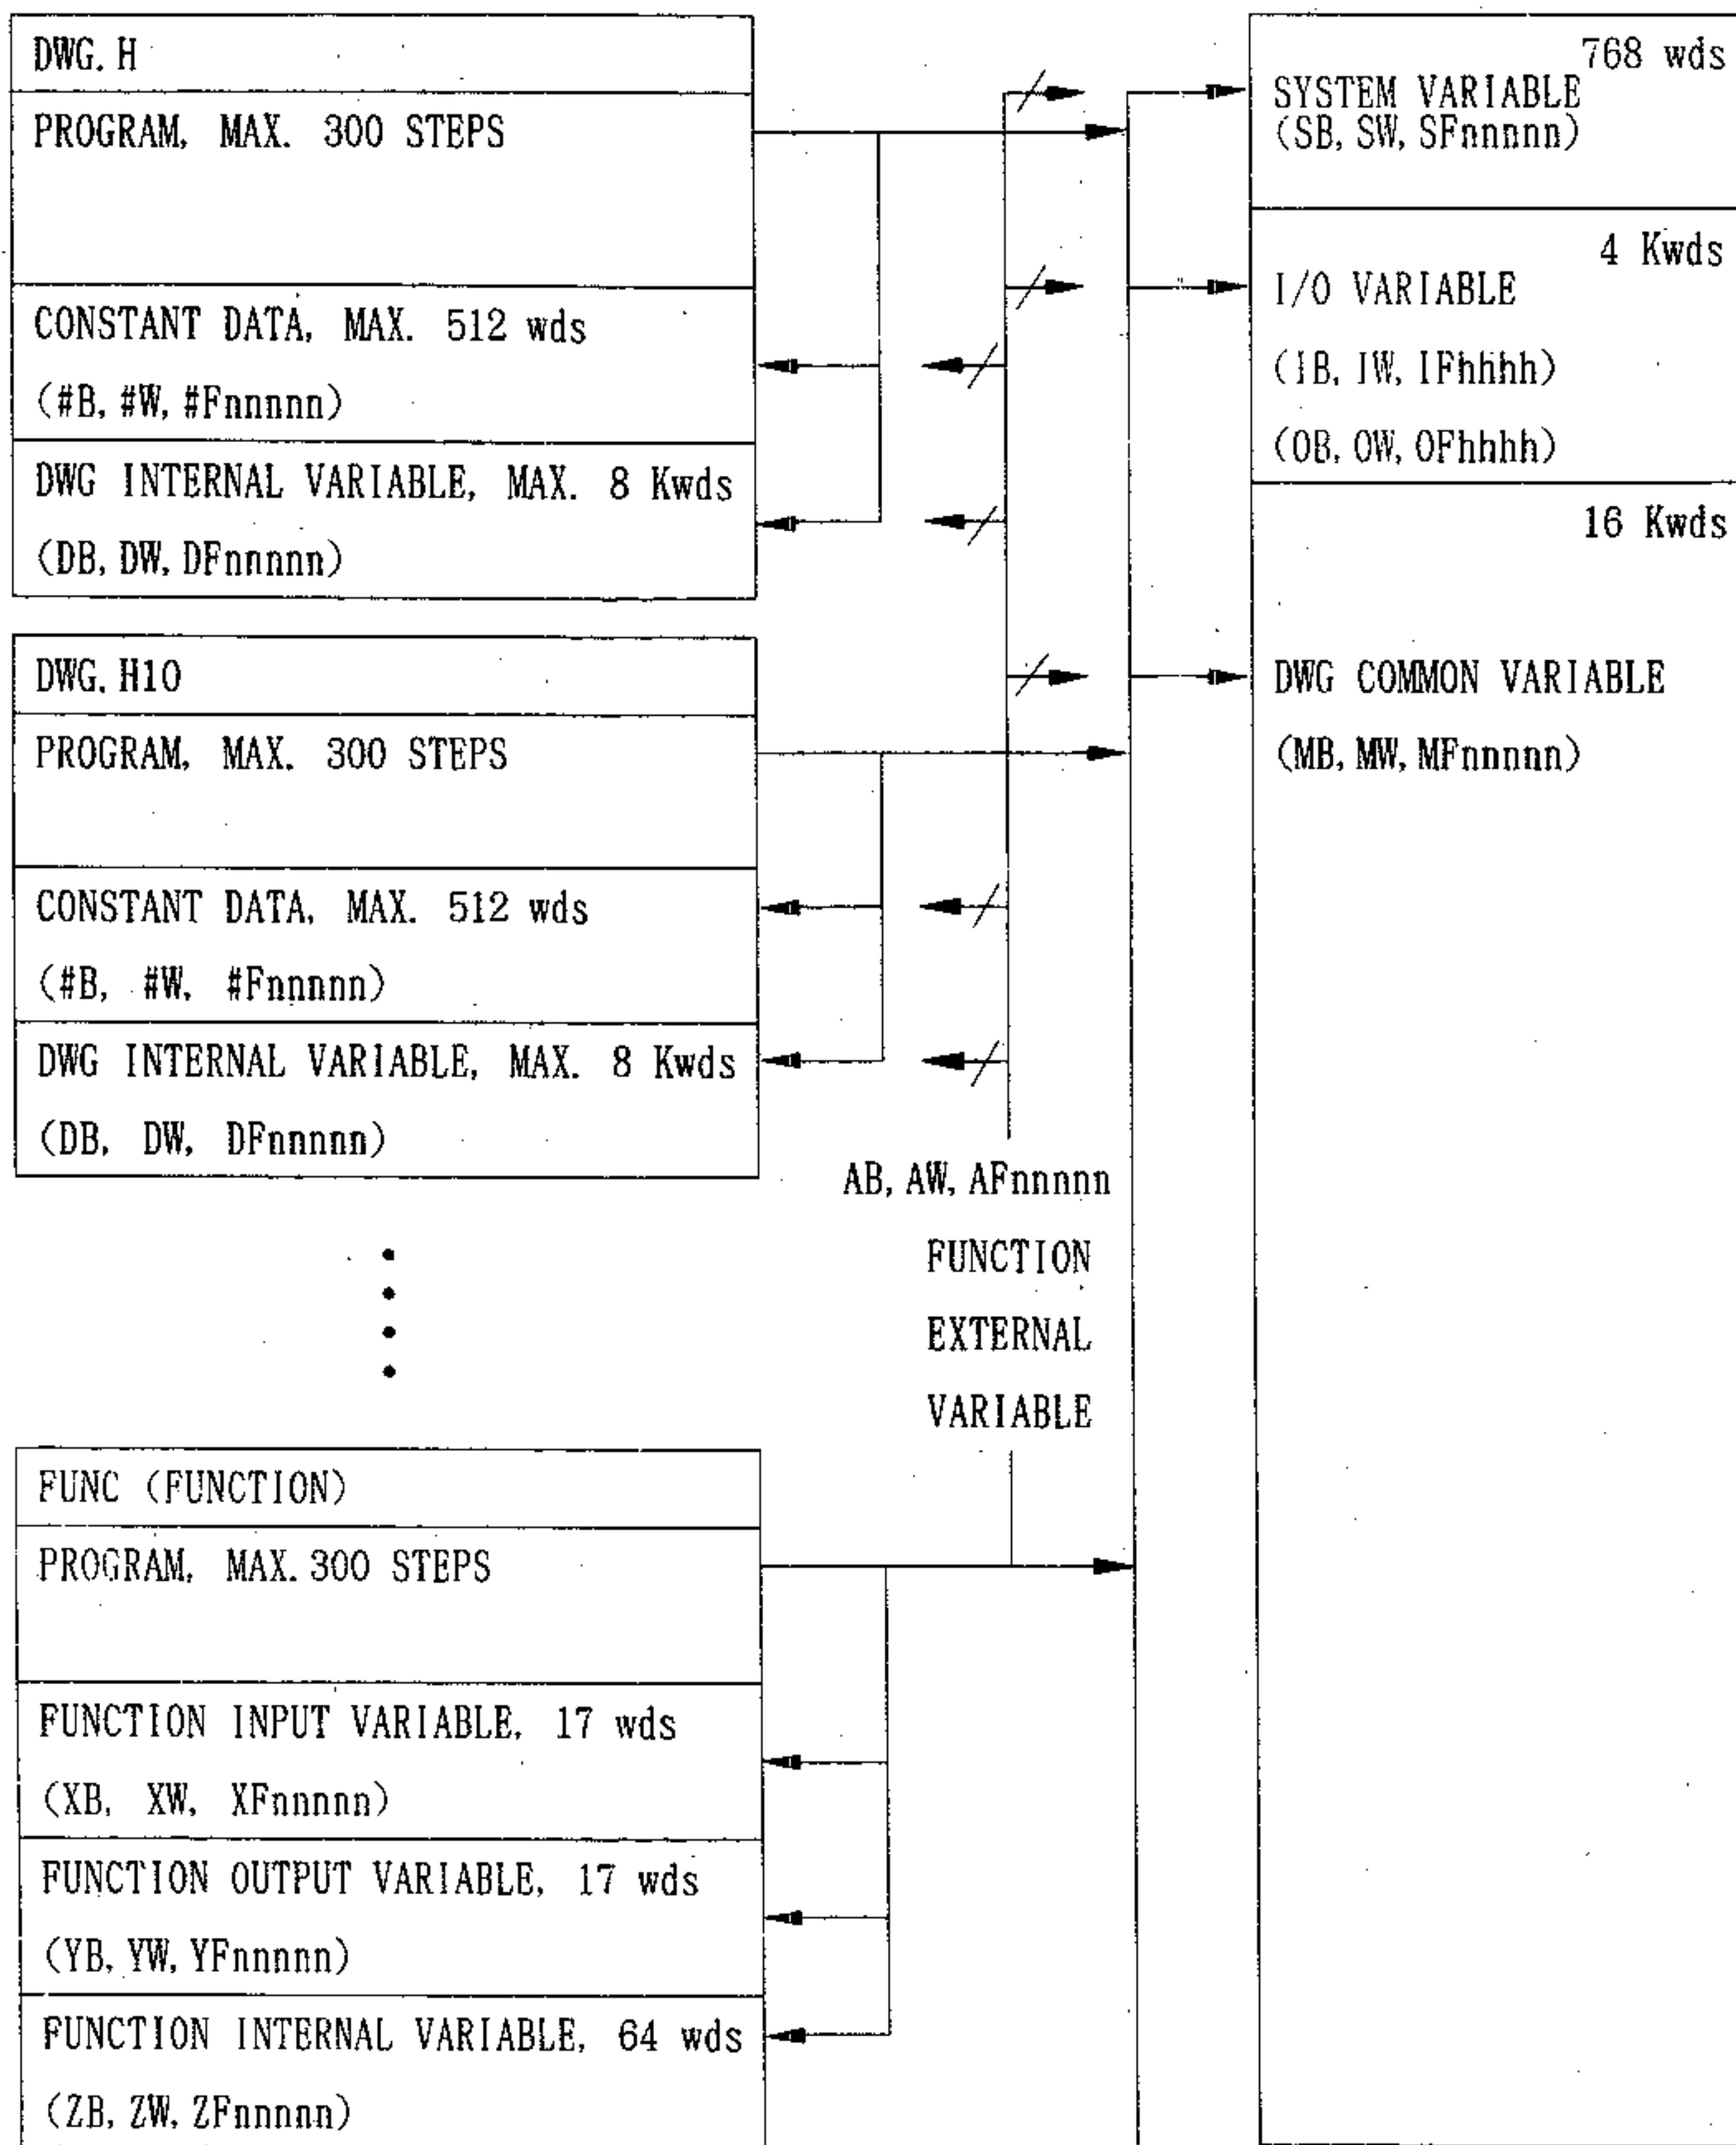 DWG. H
PROGRAM, MAX. 300 STEPS
CONSTANT DATA, MAX. 512 wds
(#B, #W, #Fnnnnn)
DWG INTERNAL VARIABLE, MAX. 8 Kwds
(DB, DW, DFnnnnn)
DWG. H10
PROGRAM, MAX. 300 STEPS
CONSTANT DATA, MAX. 512 wds
(#B, #W, #Fnnnnn)
DWG INTERNAL VARIABLE, MAX. 8 Kwds
(DB, DW, DFnnnnn)
FUNC (FUNCTION)
PROGRAM, MAX. 300 STEPS
FUNCTION INPUT VARIABLE, 17 wds
(XB, XW, XFnnnnn)
FUNCTION OUTPUT VARIABLE, 17 wds
(YB, YW, YFnnnnn)
FUNCTION INTERNAL VARIABLE, 64 wds
(ZB, ZW, ZFnnnnn)
AB, AW, AFnnnnn
FUNCTION
EXTERNAL
VARIABLE
768 wds
SYSTEM VARIABLE
(SB, SW, SFnnnnn)
4 Kwds
I/O VARIABLE
(IB, IW, IFhhhh)
(OB, OW, OFhhhh)
16 Kwds
DWG COMMON VARIABLE
(MB, MW, MFnnnnn)